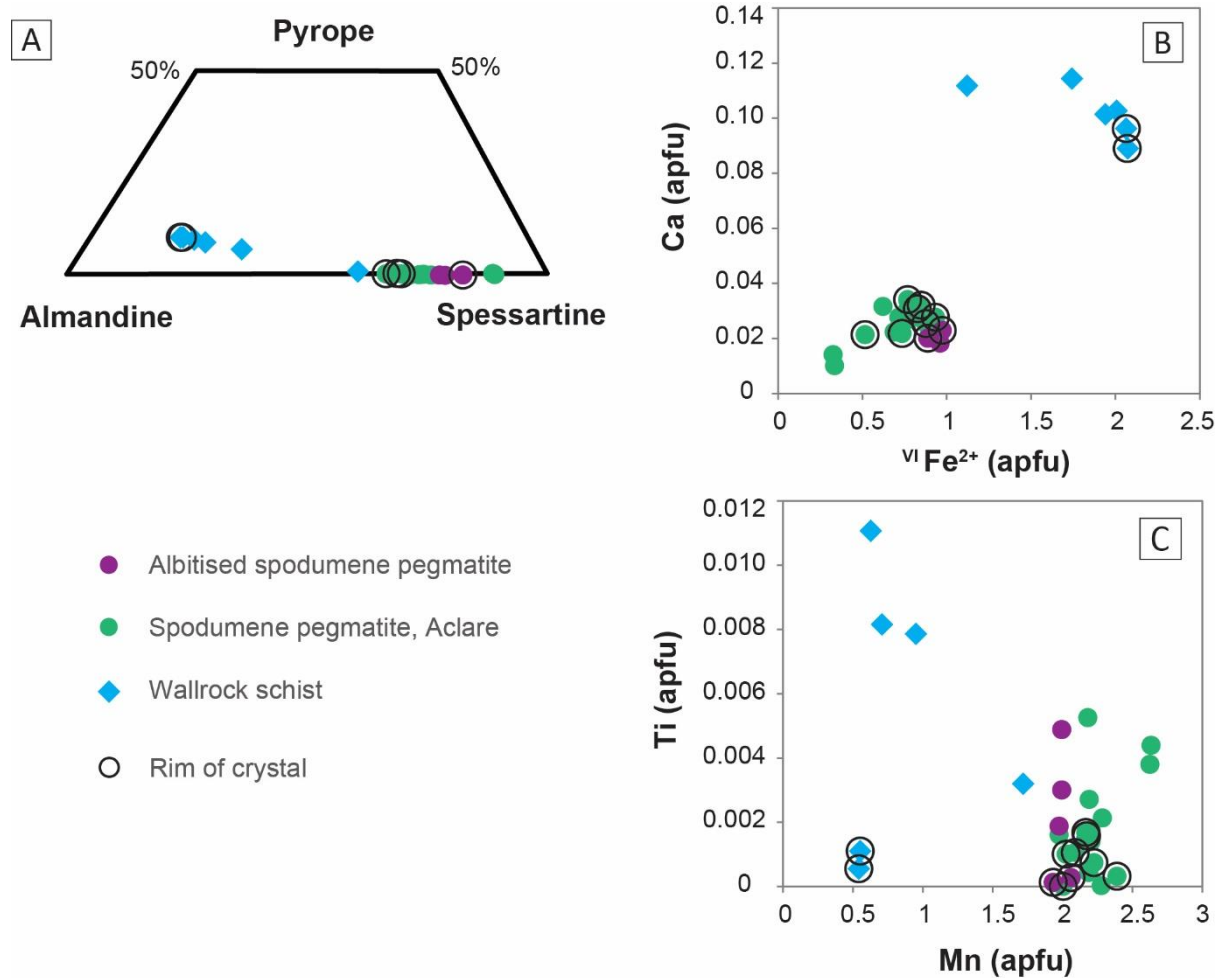 A
Pyrope
50%
50%
Almandine
Spessartine
Albitised spodumene pegmatite
Spodumene pegmatite, Aclare
Wallrock schist
Rim of crystal
B
0.14
0.12
0.10
0.08
0.06
0.04
0.02
0
Ca (apfu)
0 0.5 1 1.5 2 2.5
VI Fe2+ (apfu)
C
0.012
0.010
0.008
0.006
0.004
0.002
0
Ti (apfu)
0 0.5 1 1.5 2 2.5 3
Mn (apfu)